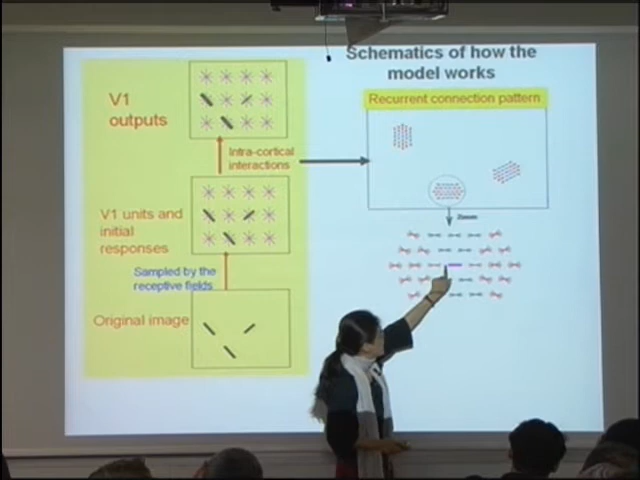 Schematics of how the
model works
V1
outputs
Intra-cortical
interactions
V1 units and
initial
responses
Sampled by the
receptive fields
Original image
Recurrent connection pattern
Zoom